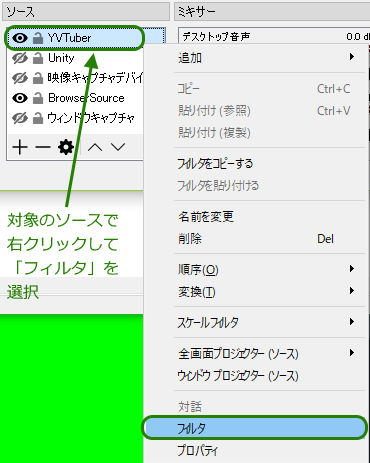 ソース
ミキサー
YVTuber
Unity
映像キャプチャデバイ
BrowserSource
ウィンドウキャプチャ
デスクトップ音声 0.0 d
対象のソースで
右クリックして
「フィルタ」を
選択
追加
コピー Ctrl+C
貼り付け (参照) Ctrl+V
貼り付け (複製)
フィルタをコピーする
フィルタを貼り付ける
名前を変更
削除 Del
順序(O)
変換(T)
スケールフィルタ
全画面プロジェクター (ソース)
ウィンドウ プロジェクター (ソース)
対話
フィルタ
プロパティ